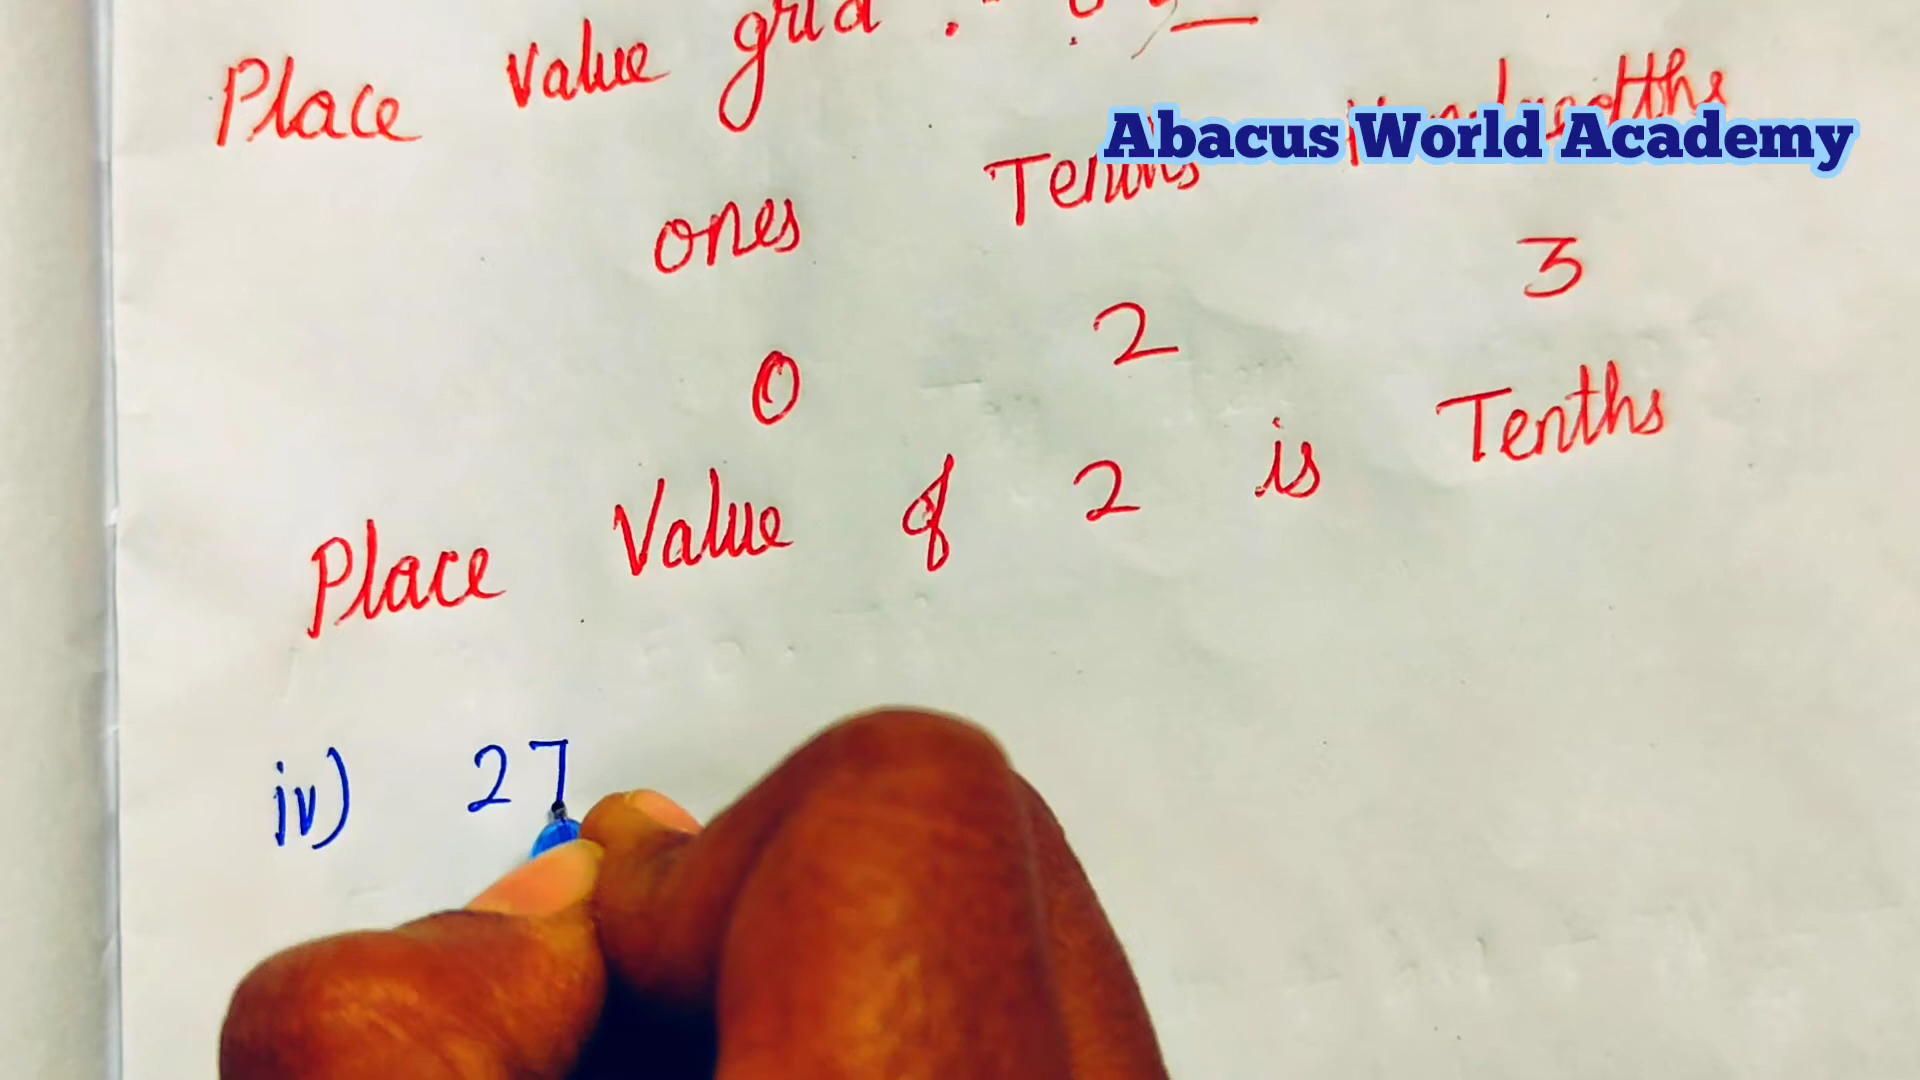 Place Value grid.
Abacus World Academy
ones Tenths Hundredths
0 2 3
Place Value of 2 is Tenths
iv) 27